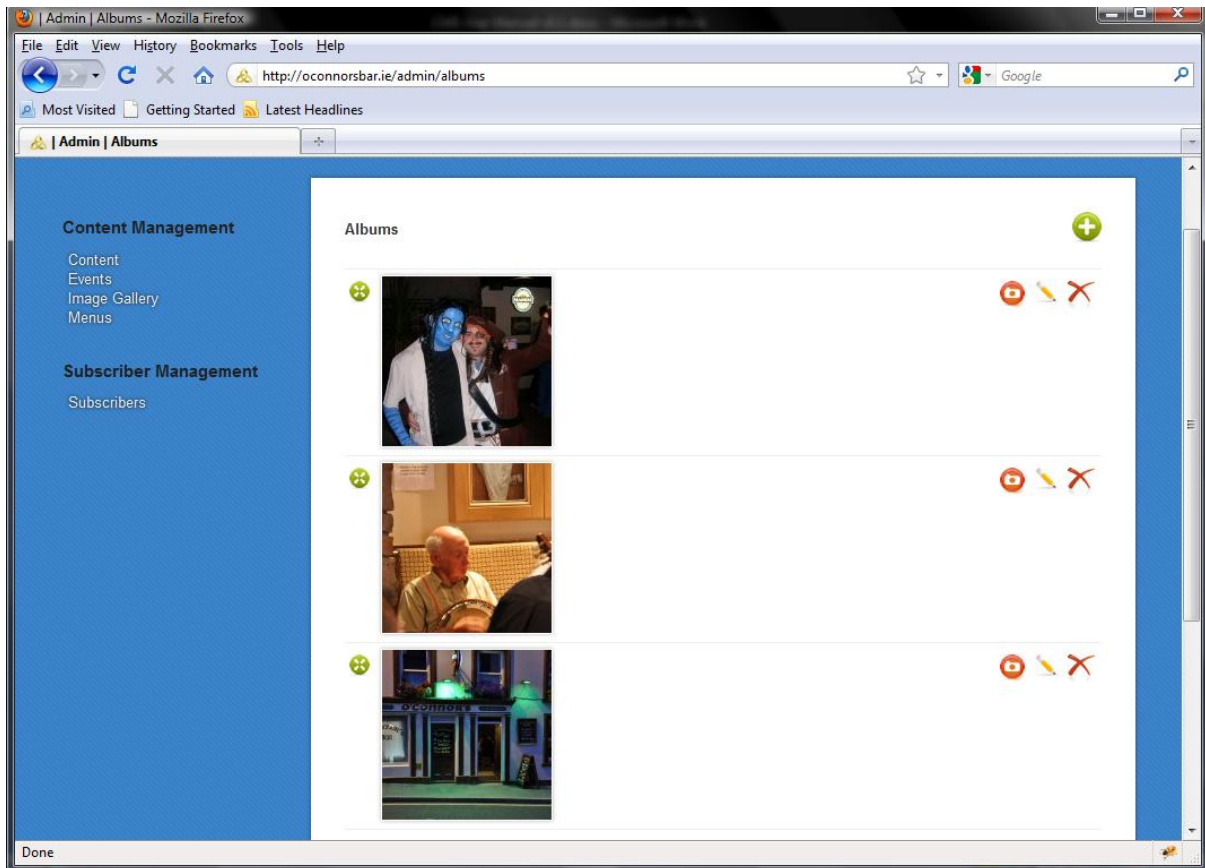 | Admin | Albums - Mozilla Firefox
File Edit View History Bookmarks Tools Help
http://oconnorsbar.ie/admin/albums
Google
Most Visited Getting Started Latest Headlines
| Admin | Albums
Content Management
Content
Events
Image Gallery
Menus
Subscriber Management
Subscribers
Albums
O'CONNOR'S
Done